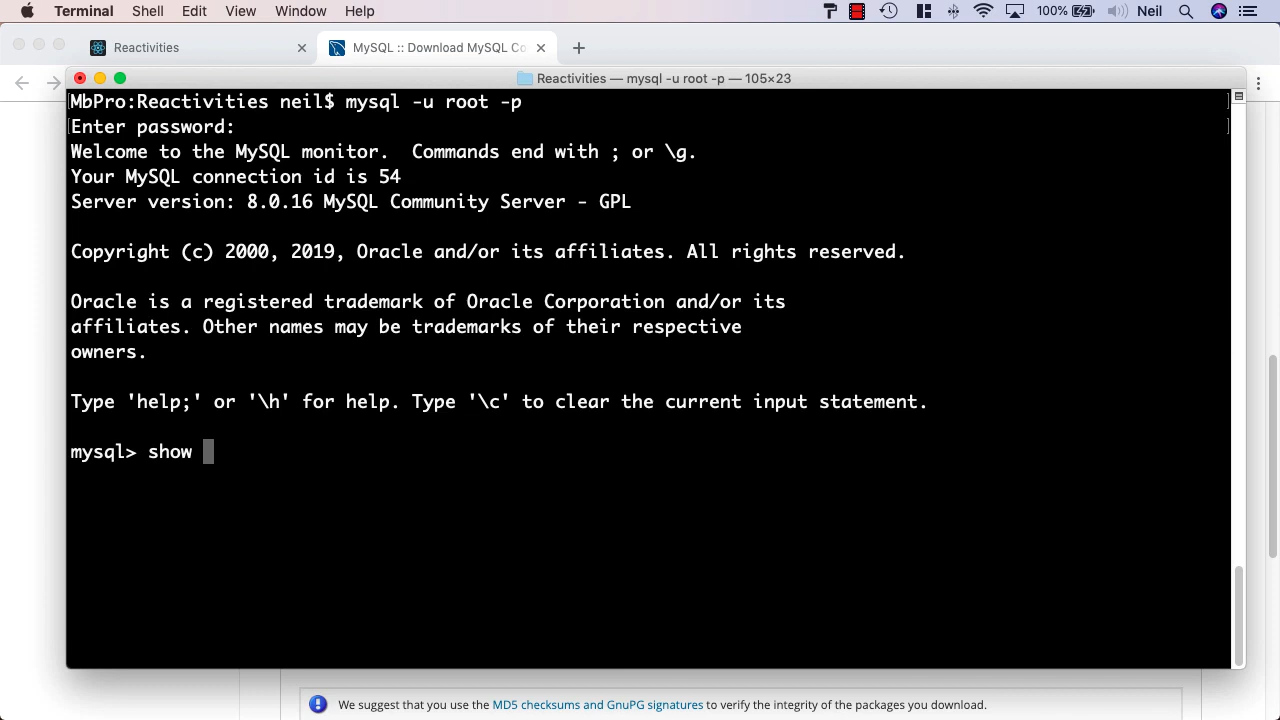 Terminal Shell Edit View Window Help 100% Neil
Reactivities MySQL :: Download MySQL Co
Reactivities — mysql -u root -p — 105×23
MbPro:Reactivities neil$ mysql -u root -p
Enter password:
Welcome to the MySQL monitor.  Commands end with ; or \g.
Your MySQL connection id is 54
Server version: 8.0.16 MySQL Community Server - GPL
Copyright (c) 2000, 2019, Oracle and/or its affiliates. All rights reserved.
Oracle is a registered trademark of Oracle Corporation and/or its
affiliates. Other names may be trademarks of their respective
owners.
Type 'help;' or '\h' for help. Type '\c' to clear the current input statement.
mysql> show
We suggest that you use the MD5 checksums and GnuPG signatures to verify the integrity of the packages you download.